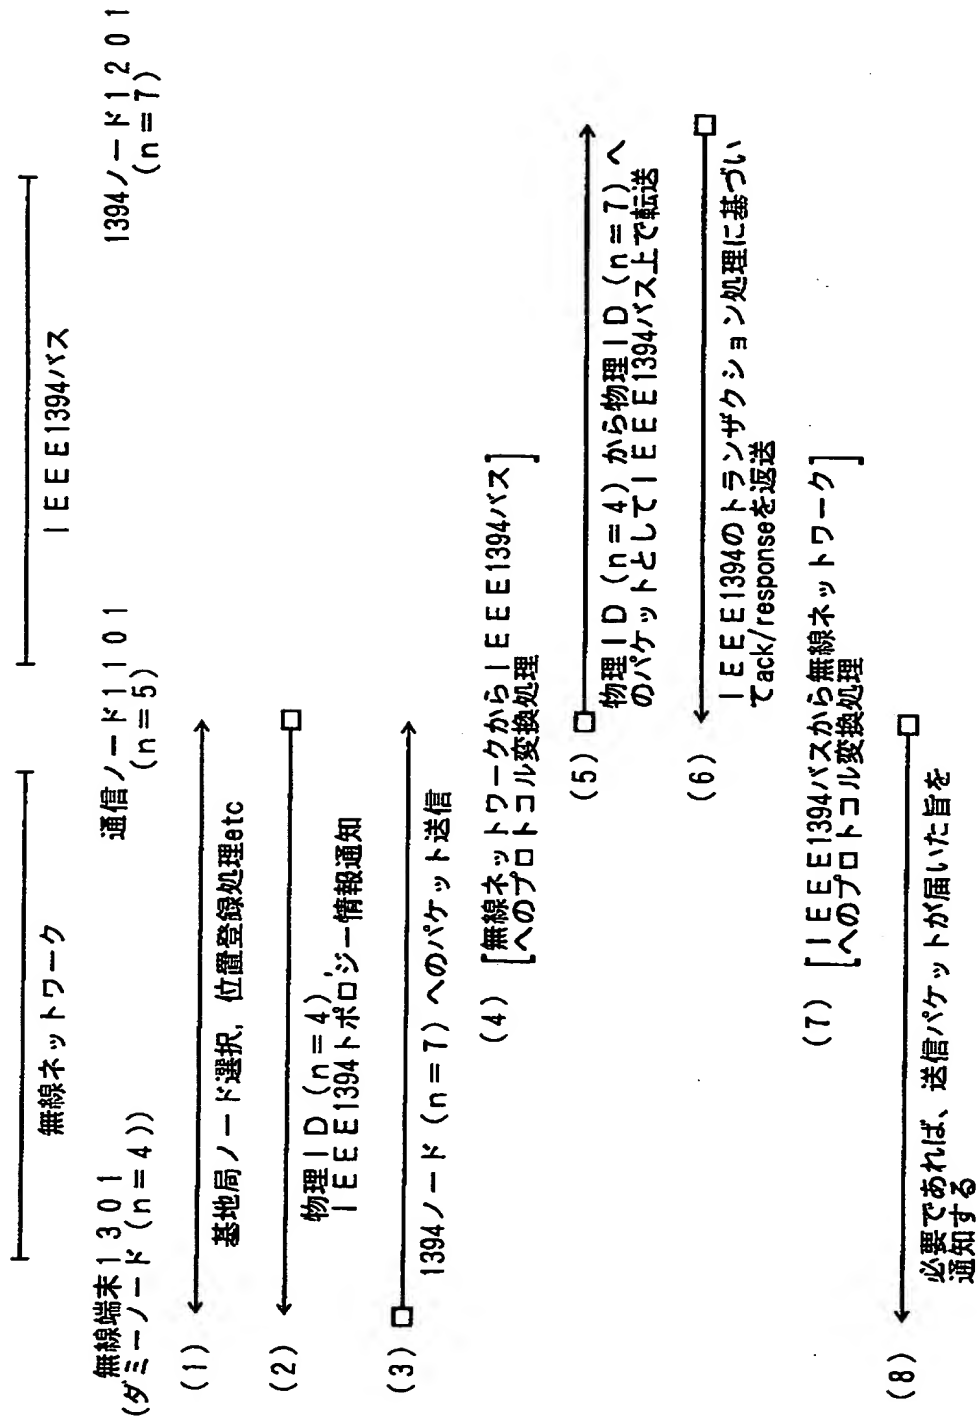 無線ネットワーク
IEEE1394バス
無線端末1301
(ダミーノード(n=4))
通信ノード1101
(n=5)
1394ノード1201
(n=7)
(1)
基地局ノード選択, 位置登録処理etc
(2)
物理ID(n=4),
IEEE1394トポロジー情報通知
(3)
1394ノード(n=7)へのパケット送信
(4)
[無線ネットワークからIEEE1394バス
へのプロトコル変換処理]
(5)
物理ID(n=4)から物理ID(n=7)へ
のパケットとしてIEEE1394バス上で転送
(6)
IEEE1394のトランザクション処理に基づい
てack/responseを返送
(7)
[IEEE1394バスから無線ネットワーク
へのプロトコル変換処理]
(8)
必要であれば、送信パケットが届いた旨を
通知する